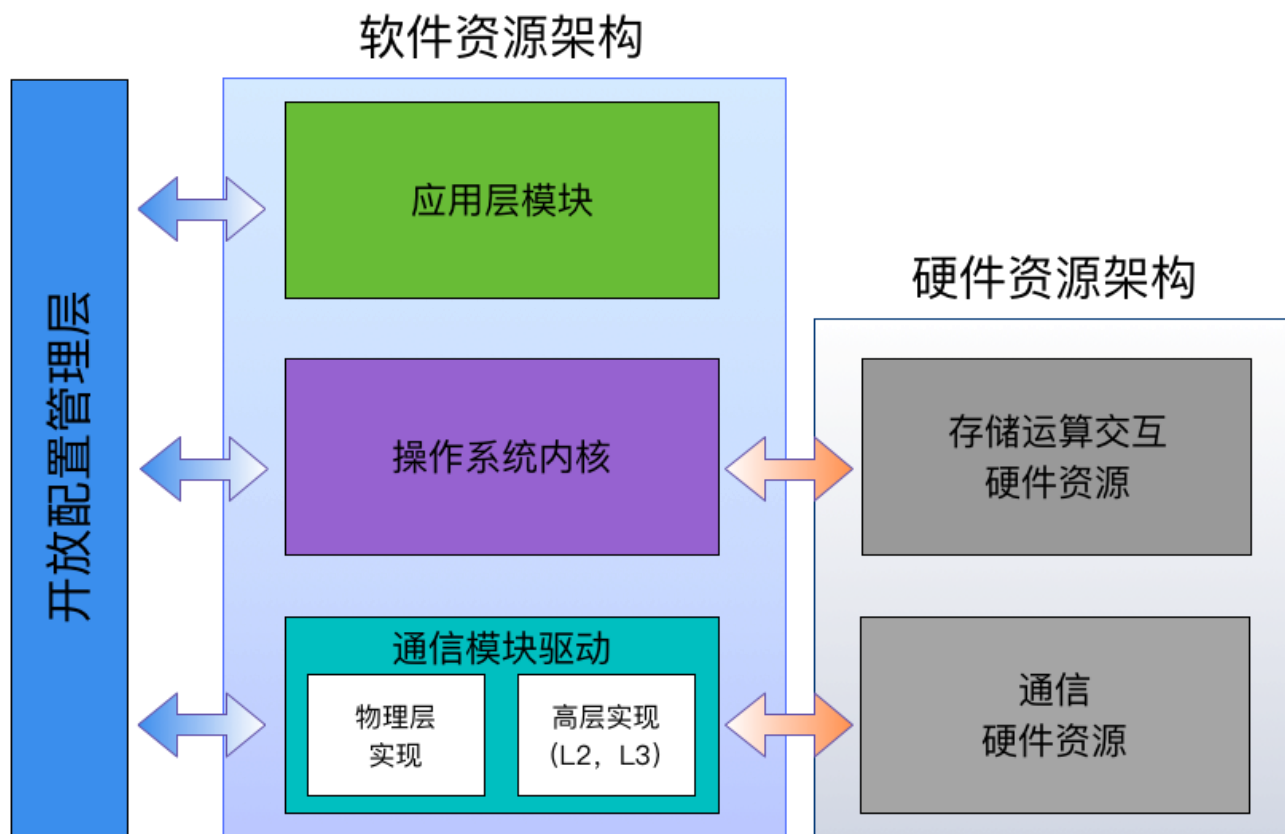 软件资源架构
开放配置管理层
应用层模块
操作系统内核
通信模块驱动
物理层
实现
高层实现
(L2，L3)
硬件资源架构
存储运算交互
硬件资源
通信
硬件资源